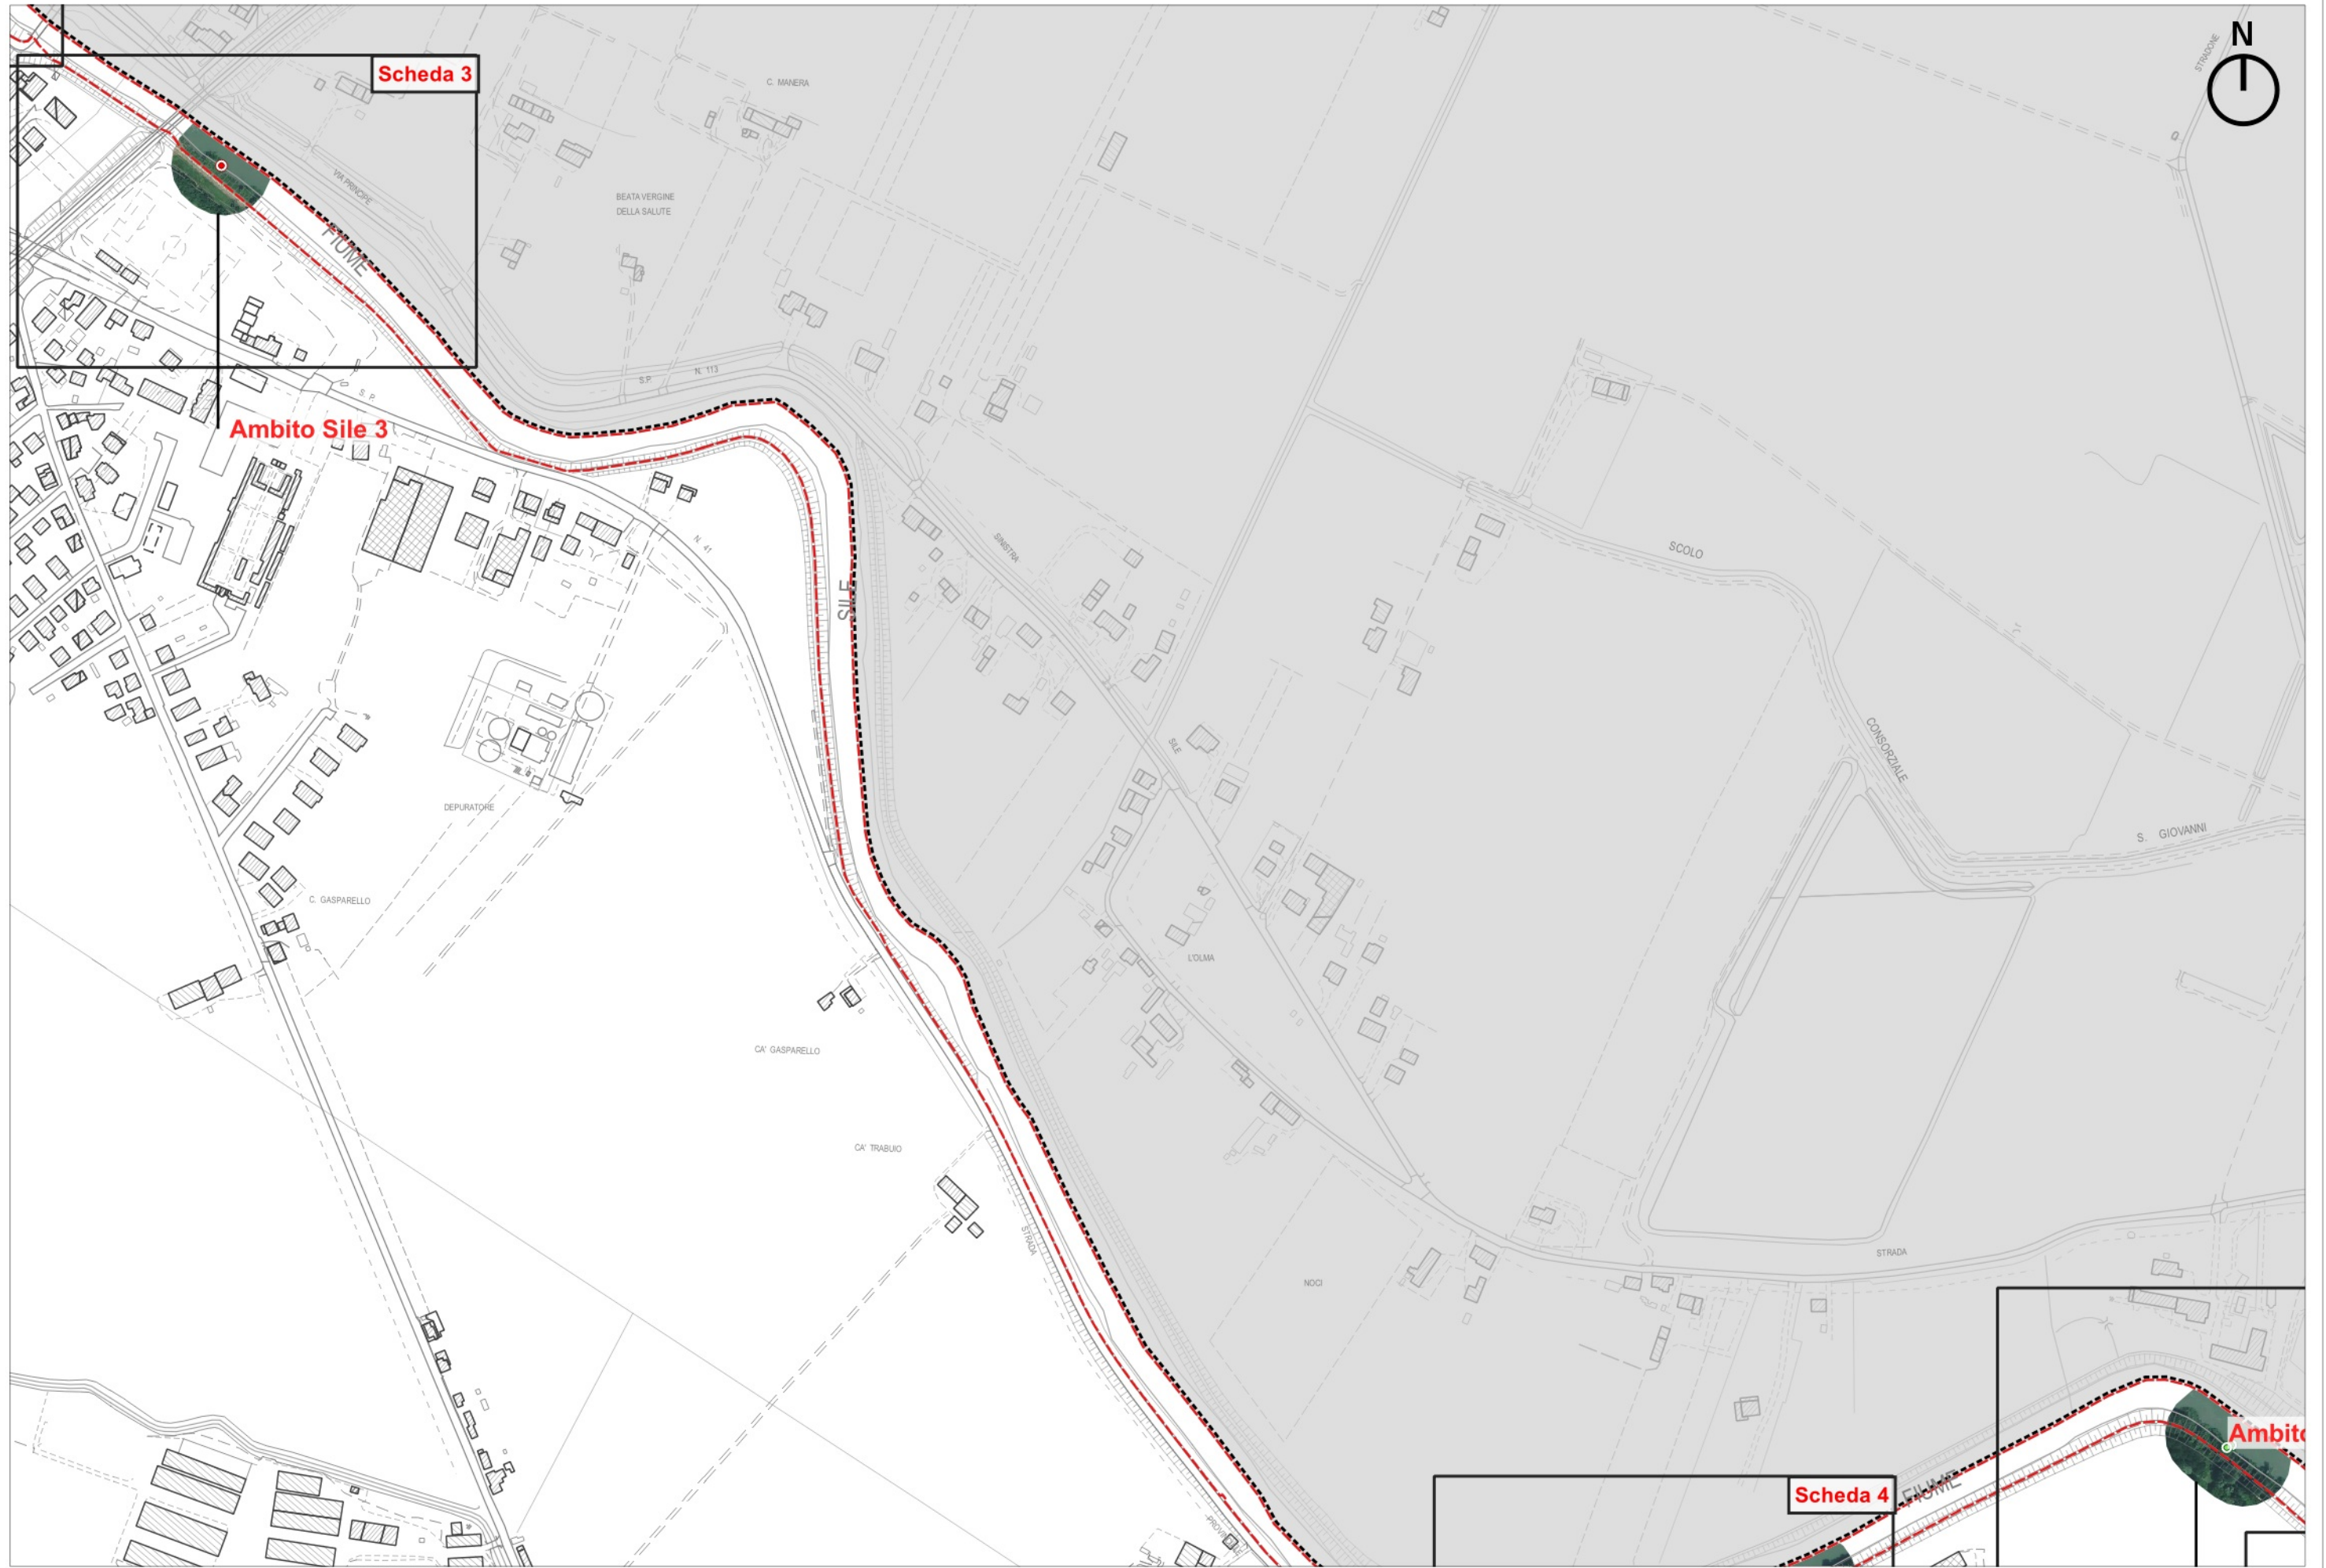 N
STRADONE
Scheda 3
C. MANERA
VIA PRINCIPE
BEATA VERGINE
DELLA SALUTE
FIUME
S.P.
N. 113
S. P.
Ambito Sile 3
N. 41
SINISTRA
SCOLO
SILE
CONSORZIALE
SILE
DEPURATORE
S. GIOVANNI
C. GASPARELLO
L'OLMA
CA' GASPARELLO
CA' TRABUIO
STRADA
STRADA
NOCI
Ambito
Scheda 4
FIUME